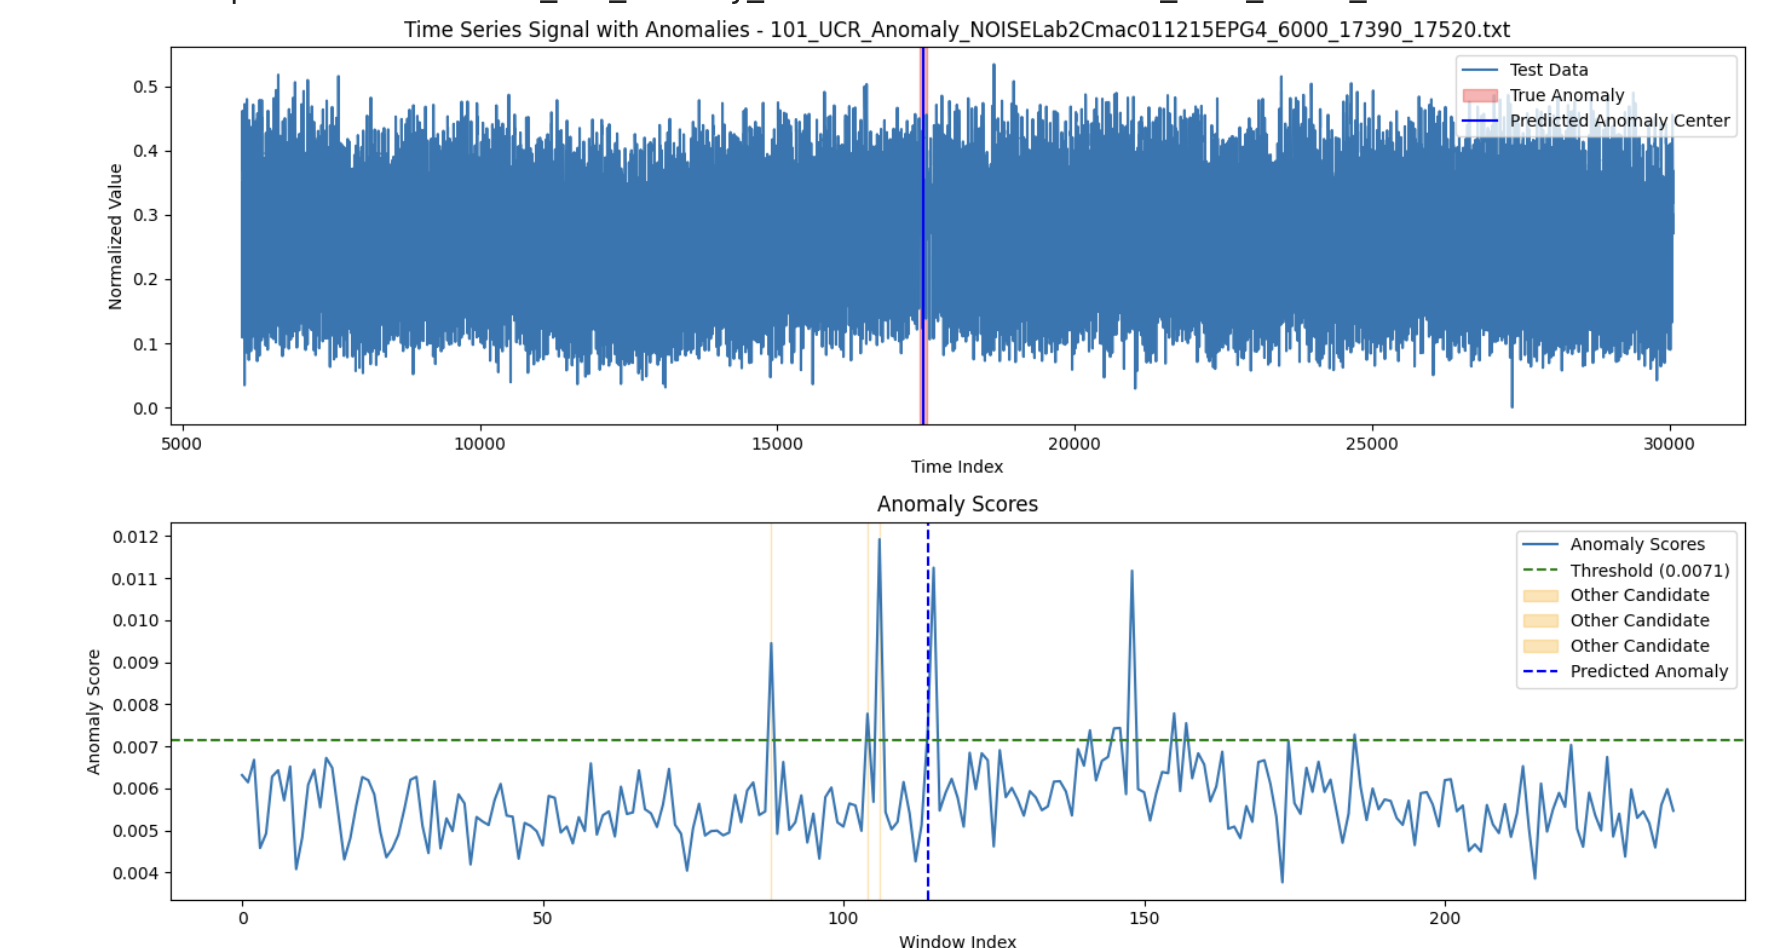 Time Series Signal with Anomalies - 101_UCR_Anomaly_NOISELab2Cmac011215EPG4_6000_17390_17520.txt
Normalized Value
0.5
0.4
0.3
0.2
0.1
0.0
Test Data
True Anomaly
Predicted Anomaly Center
5000
10000
15000
20000
25000
30000
Time Index
Anomaly Scores
Anomaly Score
0.012
0.011
0.010
0.009
0.008
0.007
0.006
0.005
0.004
Anomaly Scores
Threshold (0.0071)
Other Candidate
Other Candidate
Other Candidate
Predicted Anomaly
0
50
100
150
200
Window Index